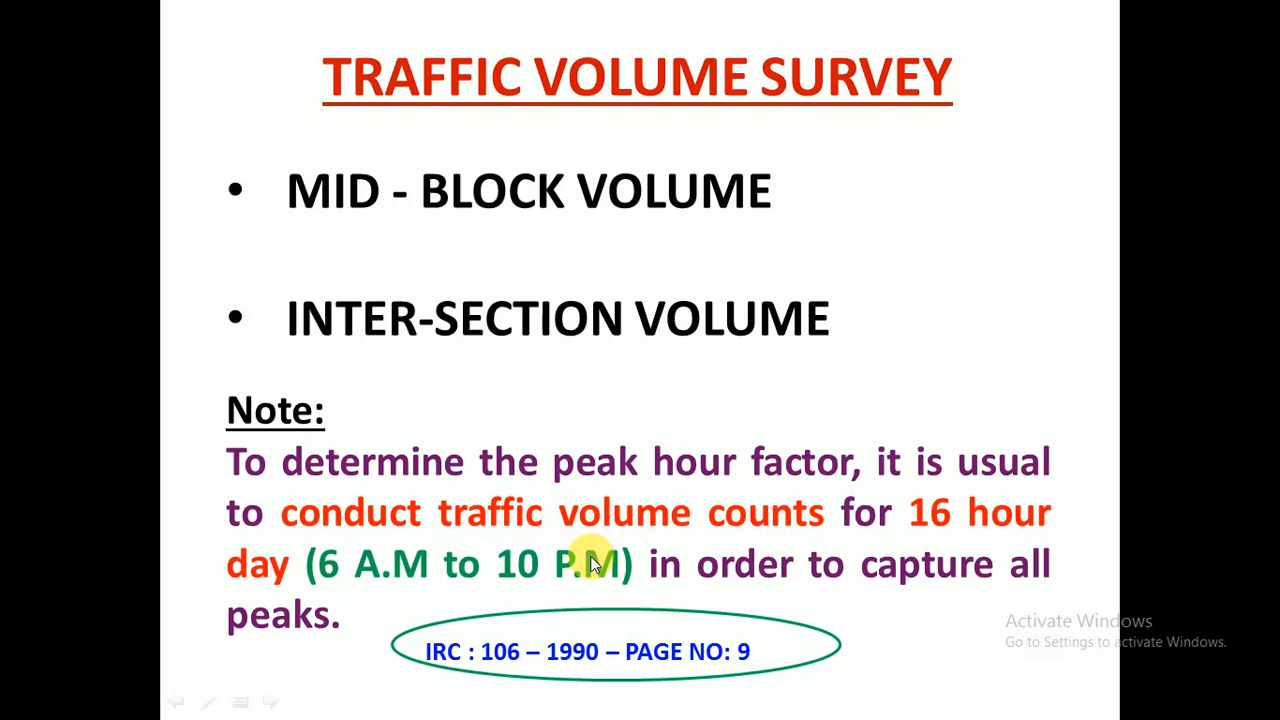 TRAFFIC VOLUME SURVEY
• MID - BLOCK VOLUME
• INTER-SECTION VOLUME
Note:
To determine the peak hour factor, it is usual
to conduct traffic volume counts for 16 hour
day (6 A.M to 10 P.M) in order to capture all
peaks.
IRC : 106 – 1990 – PAGE NO: 9
Activate Windows
Go to Settings to activate Windows.